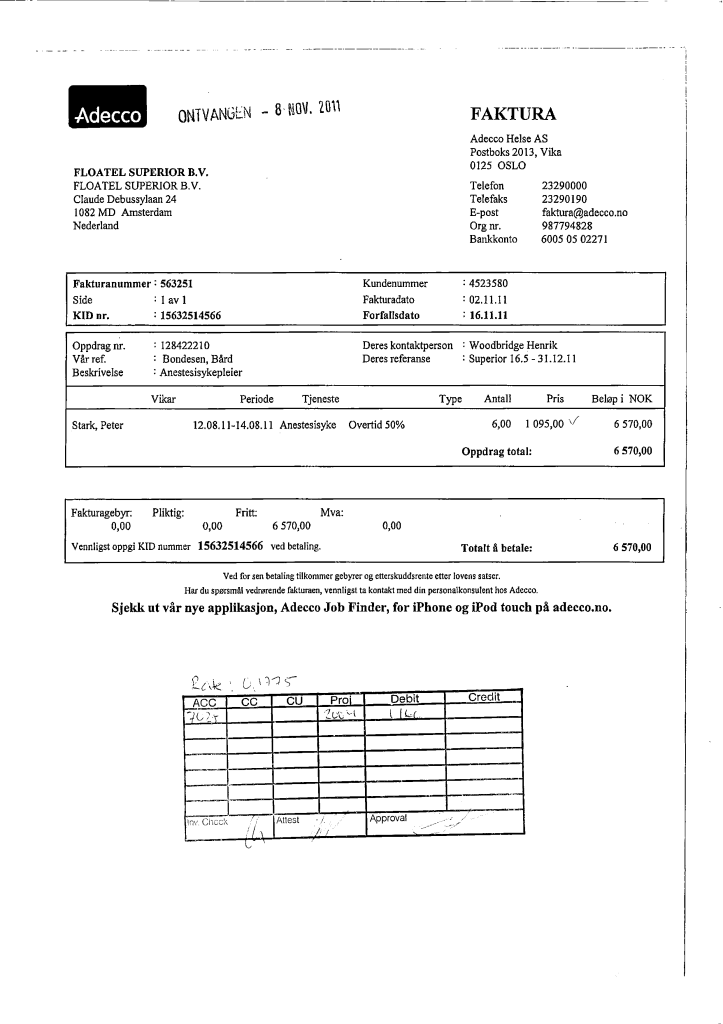 Adecco
ONTVANGEN - 8 NOV. 2011
FAKTURA
Adecco Helse AS
Postboks 2013, Vika
0125 OSLO
FLOATEL SUPERIOR B.V.
FLOATEL SUPERIOR B.V.
Claude Debussylaan 24
1082 MD Amsterdam
Nederland
Telefon 23290000
Telefaks 23290190
E-post faktura@adecco.no
Org nr. 987794828
Bankkonto 6005 05 02271
Fakturanummer : 563251 Kundenummer : 4523580
Side : 1 av 1 Fakturadato : 02.11.11
KID nr. : 15632514566 Forfallsdato : 16.11.11
Oppdrag nr. : 128422210 Deres kontaktperson : Woodbridge Henrik
Vår ref. : Bondesen, Bård Deres referanse : Superior 16.5 - 31.12.11
Beskrivelse : Anestesisykepleier
Vikar Periode Tjeneste Type Antall Pris Beløp i NOK
Stark, Peter 12.08.11-14.08.11 Anestesisyke Overtid 50% 6,00 1 095,00 ✓ 6 570,00
Oppdrag total: 6 570,00
Fakturagebyr: Pliktig: Fritt: Mva:
0,00 0,00 6 570,00 0,00
Vennligst oppgi KID nummer 15632514566 ved betaling. Totalt å betale: 6 570,00
Ved for sen betaling tilkommer gebyrer og etterskuddsrente etter lovens satser.
Har du spørsmål vedrørende fakturaen, vennligst ta kontakt med din personalkonsulent hos Adecco.
Sjekk ut vår nye applikasjon, Adecco Job Finder, for iPhone og iPod touch på adecco.no.
Rate : 0,1775
ACC CC CU Proj Debit Credit
2004
Inv. Check Attest Approval